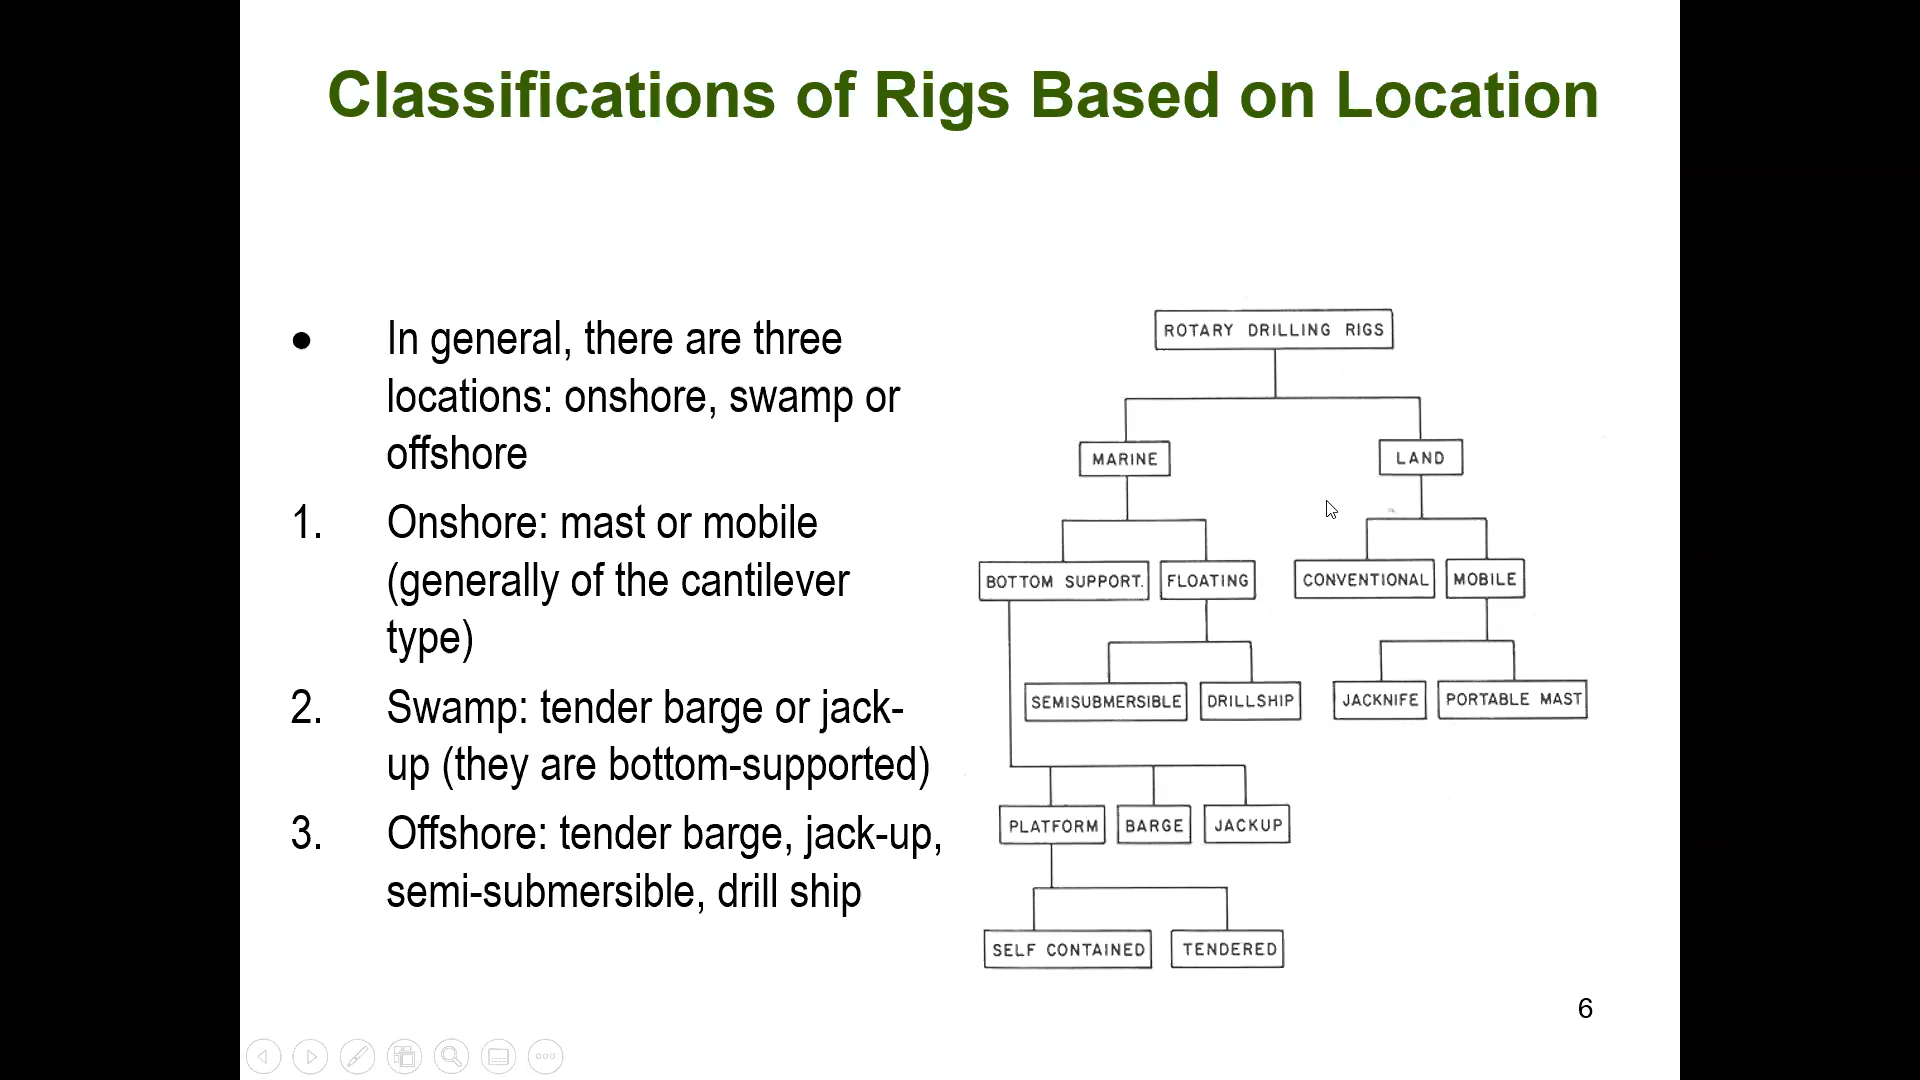 Classifications of Rigs Based on Location
• In general, there are three
locations: onshore, swamp or
offshore
1. Onshore: mast or mobile
(generally of the cantilever
type)
2. Swamp: tender barge or jack-
up (they are bottom-supported)
3. Offshore: tender barge, jack-up,
semi-submersible, drill ship
ROTARY DRILLING RIGS
MARINE
LAND
BOTTOM SUPPORT.
FLOATING
CONVENTIONAL
MOBILE
SEMISUBMERSIBLE
DRILLSHIP
JACKNIFE
PORTABLE MAST
PLATFORM
BARGE
JACKUP
SELF CONTAINED
TENDERED
6